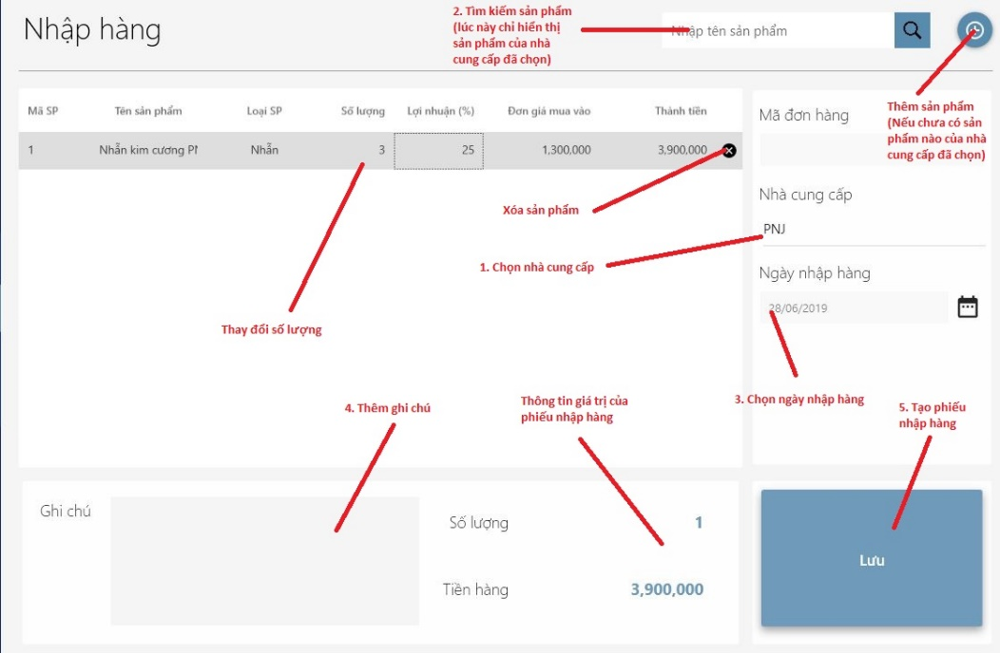 Nhập hàng
2. Tìm kiếm sản phẩm
(lúc này chỉ hiển thị
sản phẩm của nhà
cung cấp đã chọn)
Nhập tên sản phẩm
Thêm sản phẩm
(Nếu chưa có sản
phẩm nào của nhà
cung cấp đã chọn)
Mã SP Tên sản phẩm Loại SP Số lượng Lợi nhuận (%) Đơn giá mua vào Thành tiền
1 Nhẫn kim cương PN Nhẫn 3 25 1,300,000 3,900,000
Xóa sản phẩm
1. Chọn nhà cung cấp
Thay đổi số lượng
Mã đơn hàng
Nhà cung cấp
PNJ
Ngày nhập hàng
28/06/2019
3. Chọn ngày nhập hàng
4. Thêm ghi chú
Thông tin giá trị của
phiếu nhập hàng
5. Tạo phiếu
nhập hàng
Ghi chú
Số lượng 1
Tiền hàng 3,900,000
Lưu